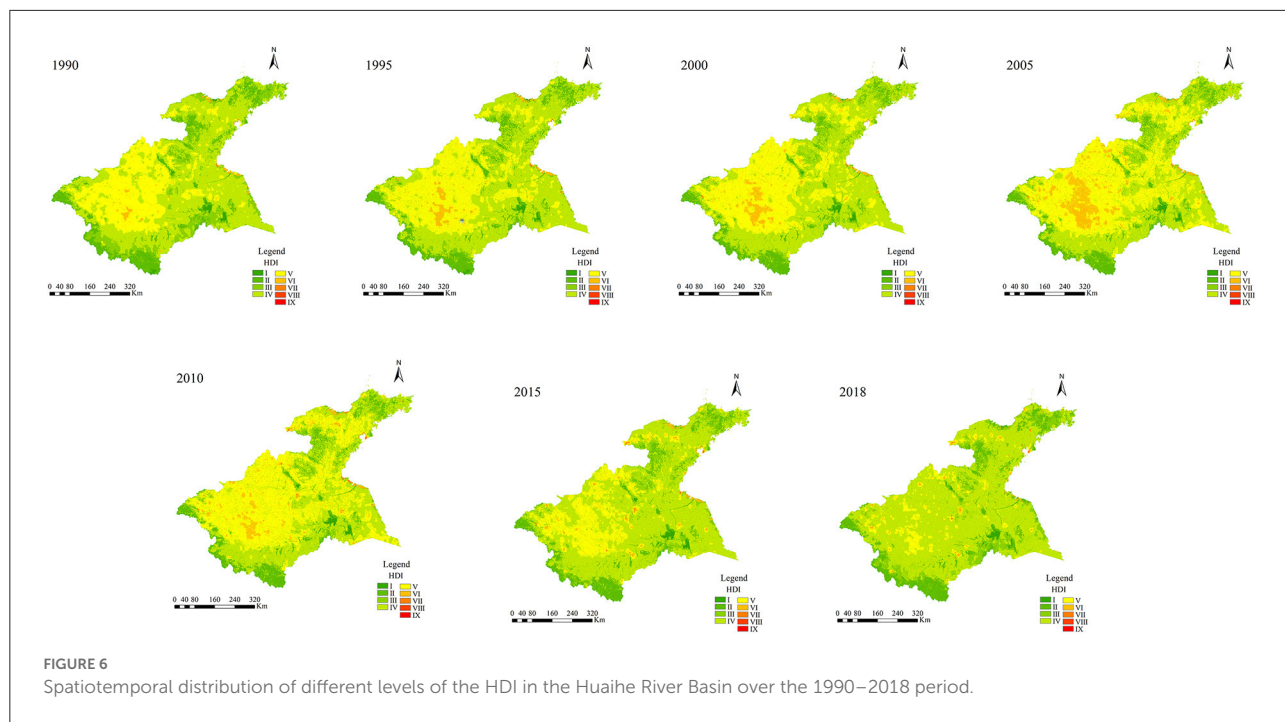 N
1990
Legend
HDI
I V
II VI
III VII
IV VIII
IX
0 40 80 160 240 320
Km
N
1995
Legend
HDI
I V
II VI
III VII
IV VIII
IX
0 40 80 160 240 320
Km
N
2000
Legend
HDI
I V
II VI
III VII
IV VIII
IX
0 40 80 160 240 320
Km
N
2005
Legend
HDI
I V
II VI
III VII
IV VIII
IX
0 40 80 160 240 320
Km
N
2010
Legend
HDI
I V
II VI
III VII
IV VIII
IX
0 40 80 160 240 320
Km
N
2015
Legend
HDI
I V
II VI
III VII
IV VIII
IX
0 40 80 160 240 320
Km
N
2018
Legend
HDI
I V
II VI
III VII
IV VIII
IX
0 40 80 160 240 320
Km
FIGURE 6
Spatiotemporal distribution of different levels of the HDI in the Huaihe River Basin over the 1990–2018 period.